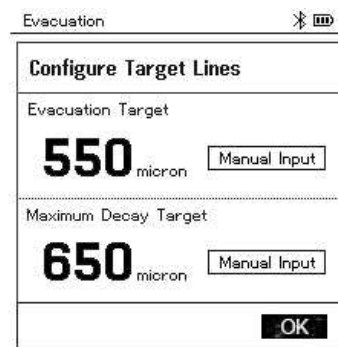 Evacuation
Configure Target Lines
Evacuation Target
550 micron Manual Input
Maximum Decay Target
650 micron Manual Input
OK